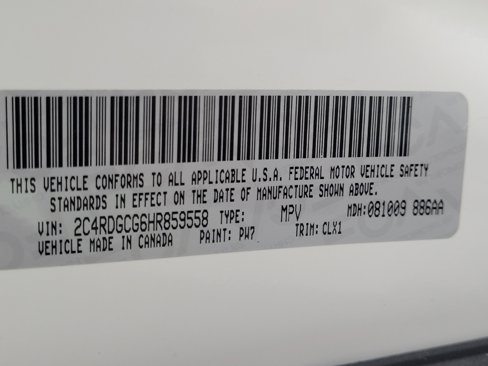 THIS VEHICLE CONFORMS TO ALL APPLICABLE U.S.A. FEDERAL MOTOR VEHICLE SAFETY
STANDARDS IN EFFECT ON THE DATE OF MANUFACTURE SHOWN ABOVE.
VIN: 2C4RDGCG6HR859558 TYPE: MPV MDH:081009 886AA
VEHICLE MADE IN CANADA PAINT: PW7 TRIM: CLX1